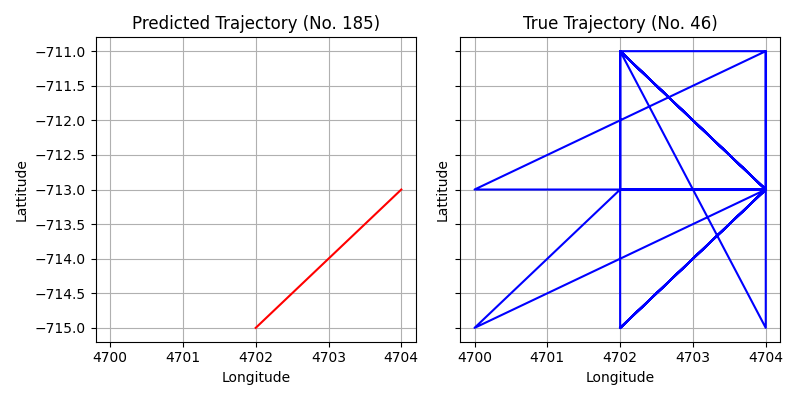 Predicted Trajectory (No. 185)
True Trajectory (No. 46)
Lattitude
−711.0
−711.5
−712.0
−712.5
−713.0
−713.5
−714.0
−714.5
−715.0
4700 4701 4702 4703 4704
Longitude
Lattitude
4700 4701 4702 4703 4704
Longitude